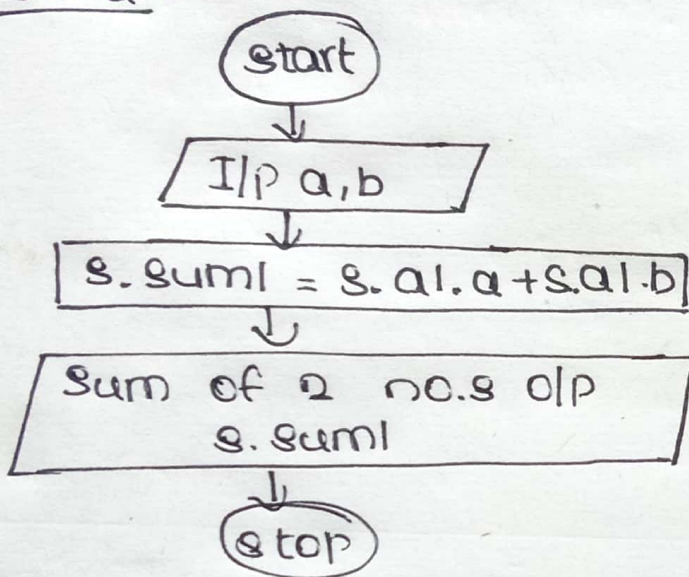 start
I/P a, b
s.sum1 = s.a1.a + s.a1.b
sum of 2 no.s o/p
s.sum1
stop